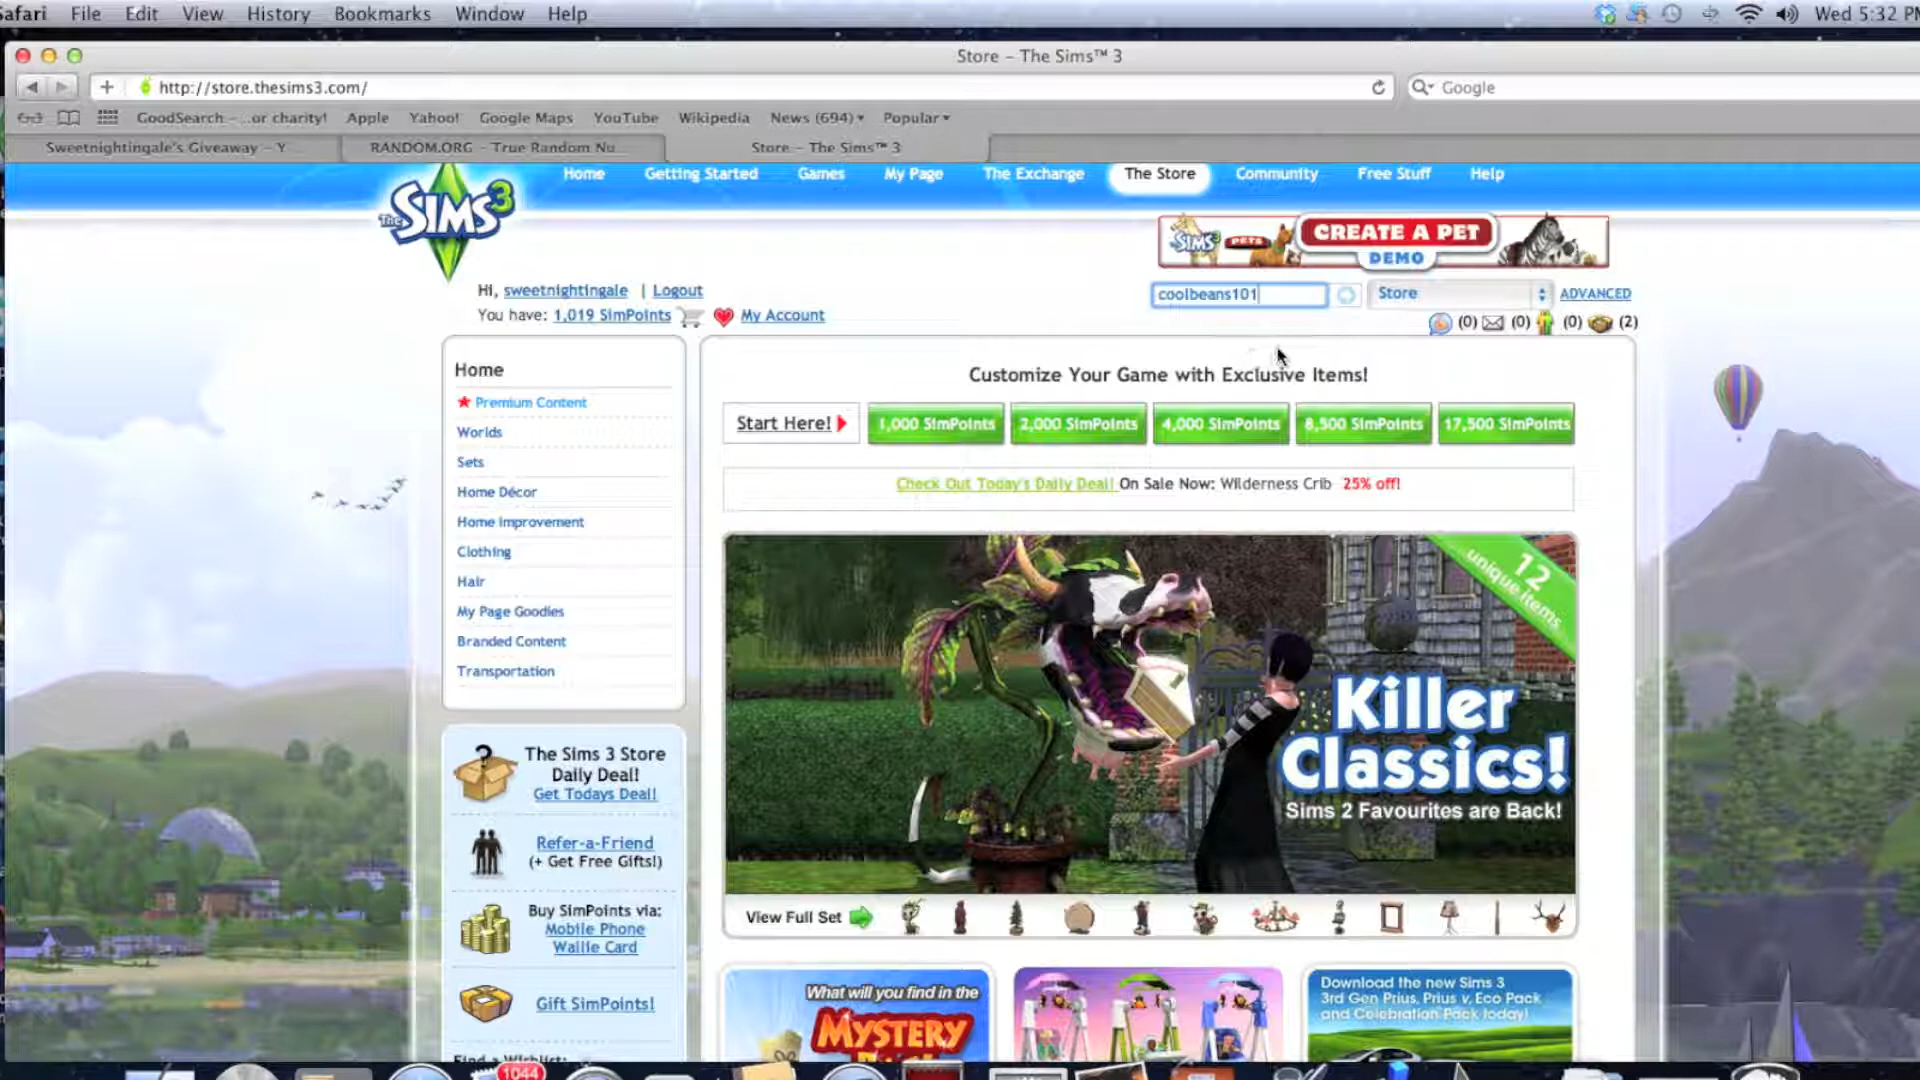 Safari File Edit View History Bookmarks Window Help Wed 5:32 PM
Store – The Sims™ 3
http://store.thesims3.com/ Google
GoodSearch – ...or charity! Apple Yahoo! Google Maps YouTube Wikipedia News (694) Popular
Sweetnightingale's Giveaway – Y... RANDOM.ORG – True Random Nu... Store – The Sims™ 3
Home Getting Started Games My Page The Exchange The Store Community Free Stuff Help
The SIMS 3
The SIMS 3 PETS CREATE A PET
DEMO
Hi, sweetnightingale | Logout
coolbeans101 Store ADVANCED
You have: 1,019 SimPoints My Account
(0) (0) (0) (2)
Home
Premium Content
Worlds
Sets
Home Décor
Home Improvement
Clothing
Hair
My Page Goodies
Branded Content
Transportation
Customize Your Game with Exclusive Items!
Start Here! 1,000 SimPoints 2,000 SimPoints 4,000 SimPoints 8,500 SimPoints 17,500 SimPoints
Check Out Today's Daily Deal! On Sale Now: Wilderness Crib 25% off!
12
unique items
Killer
Classics!
Sims 2 Favourites are Back!
View Full Set
The Sims 3 Store
Daily Deal!
Get Todays Deal!
Refer-a-Friend
(+ Get Free Gifts!)
Buy SimPoints via:
Mobile Phone
Wallie Card
Gift SimPoints!
Find a Wishlist:
What will you find in the
MYSTERY
Download the new Sims 3
3rd Gen Prius, Prius v, Eco Pack
and Celebration Pack today!
1044